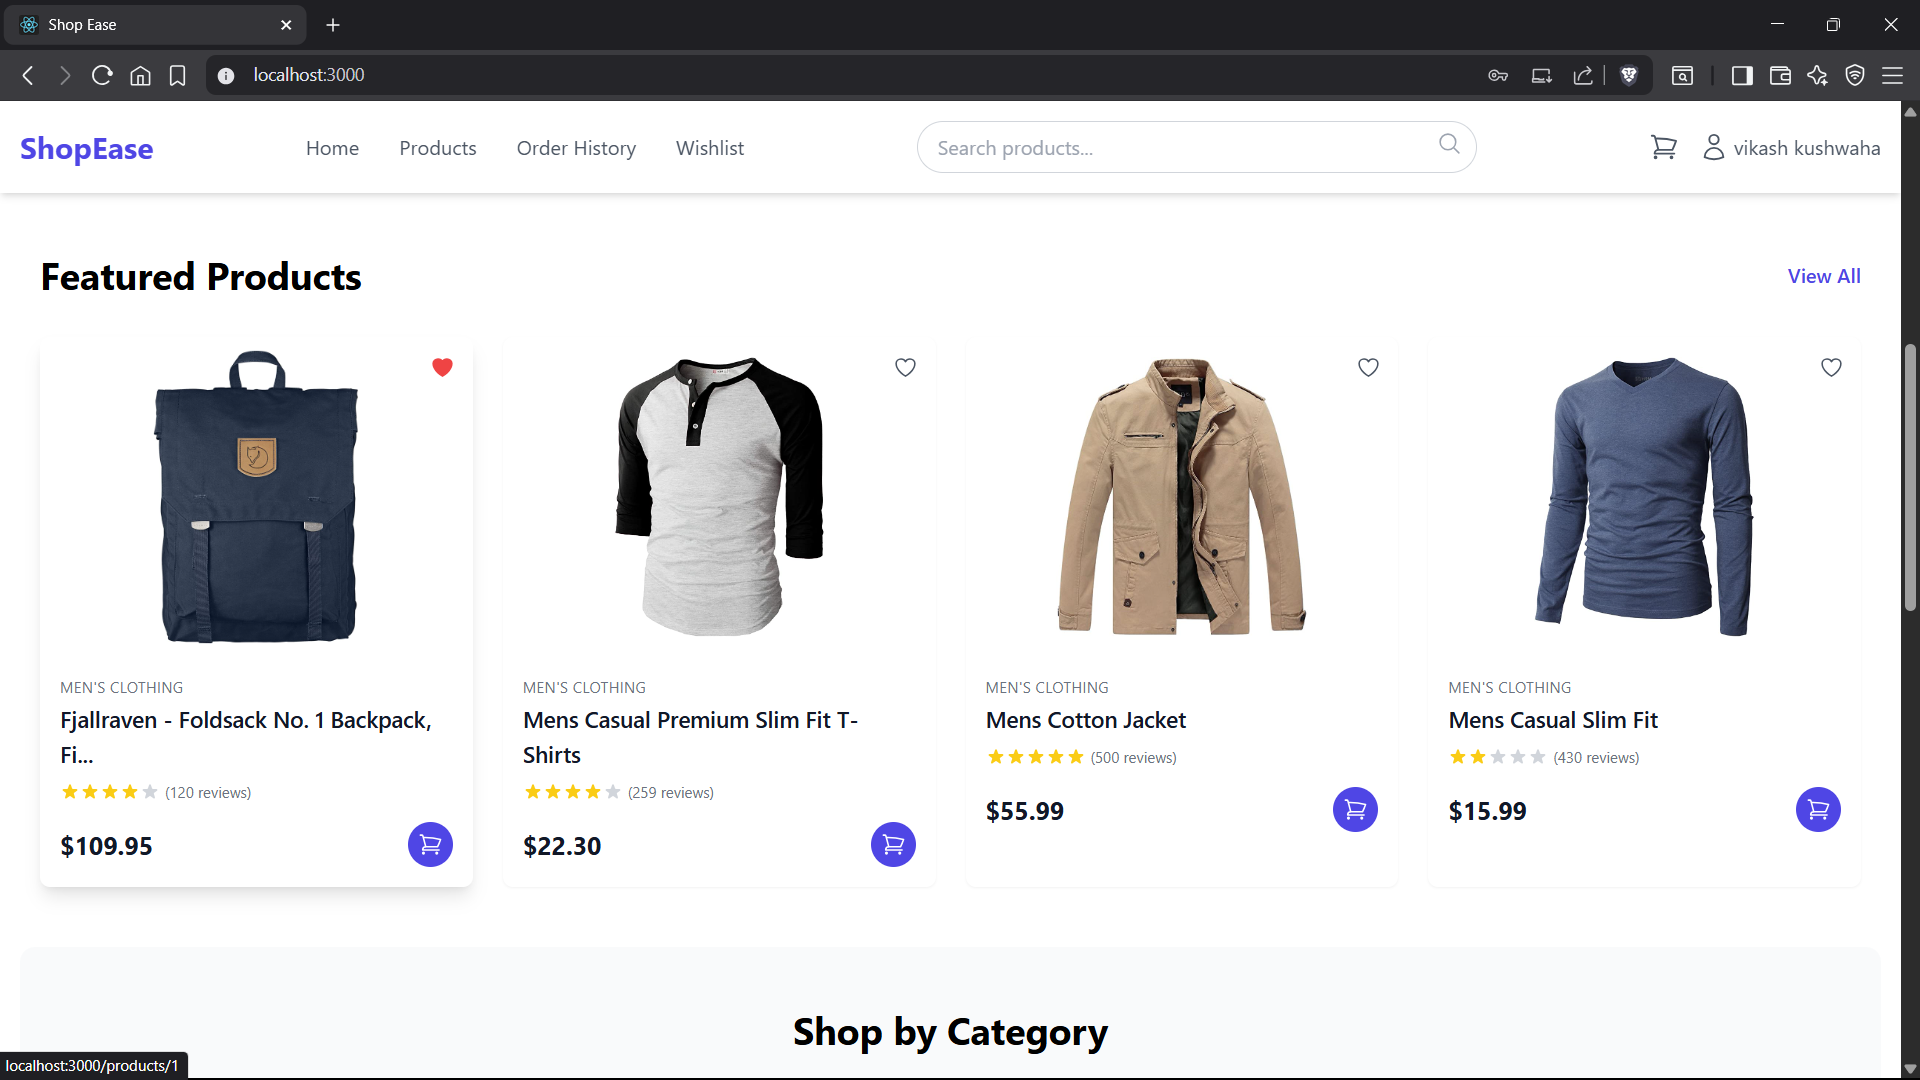 Shop Ease
localhost:3000
ShopEase
Home
Products
Order History
Wishlist
Search products...
vikash kushwaha
Featured Products
View All
MEN'S CLOTHING
Fjallraven - Foldsack No. 1 Backpack,
Fi...
(120 reviews)
$109.95
MEN'S CLOTHING
Mens Casual Premium Slim Fit T-
Shirts
(259 reviews)
$22.30
MEN'S CLOTHING
Mens Cotton Jacket
(500 reviews)
$55.99
MEN'S CLOTHING
Mens Casual Slim Fit
(430 reviews)
$15.99
Shop by Category
localhost:3000/products/1